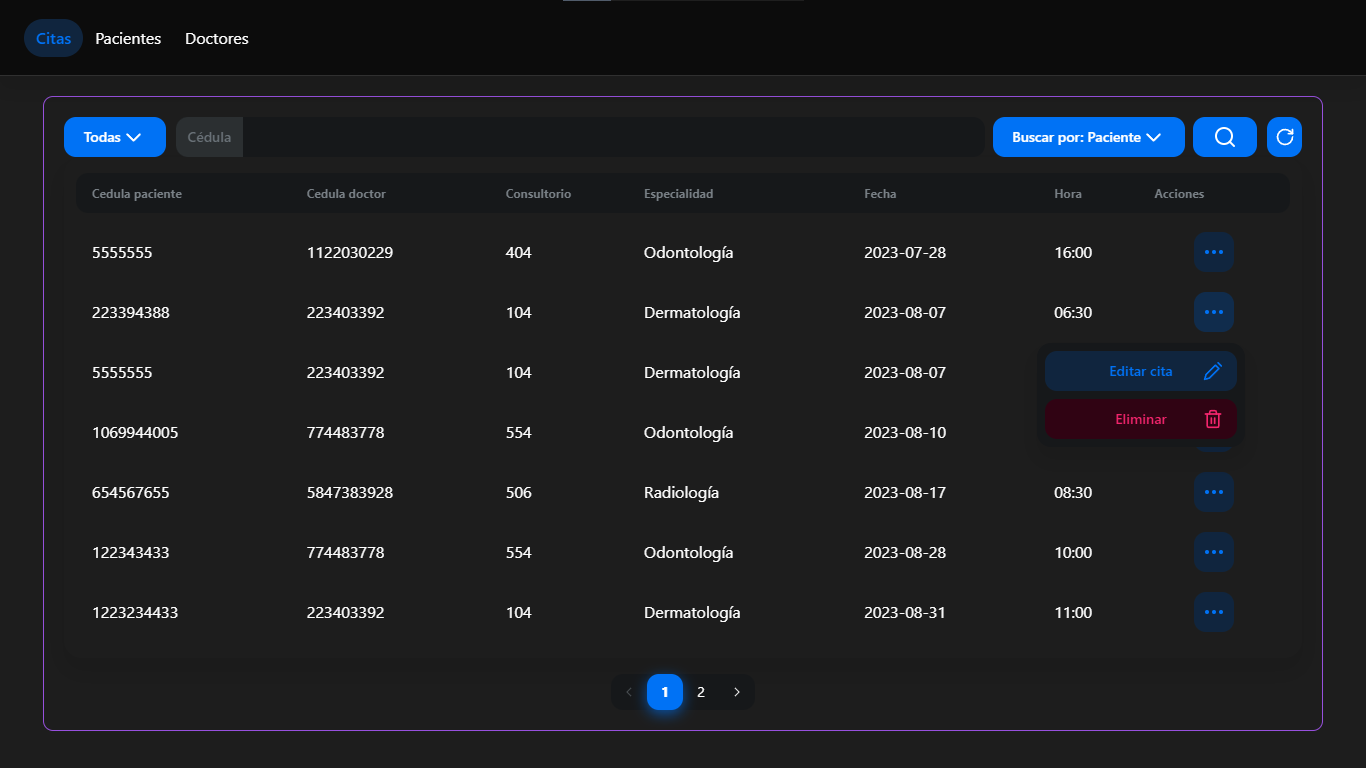 Citas Pacientes Doctores
Todas Cédula Buscar por: Paciente
Cedula paciente Cedula doctor Consultorio Especialidad Fecha Hora Acciones
5555555 1122030229 404 Odontología 2023-07-28 16:00
223394388 223403392 104 Dermatología 2023-08-07 06:30
5555555 223403392 104 Dermatología 2023-08-07 Editar cita
Eliminar
1069944005 774483778 554 Odontología 2023-08-10
654567655 5847383928 506 Radiología 2023-08-17 08:30
122343433 774483778 554 Odontología 2023-08-28 10:00
1223234433 223403392 104 Dermatología 2023-08-31 11:00
1 2